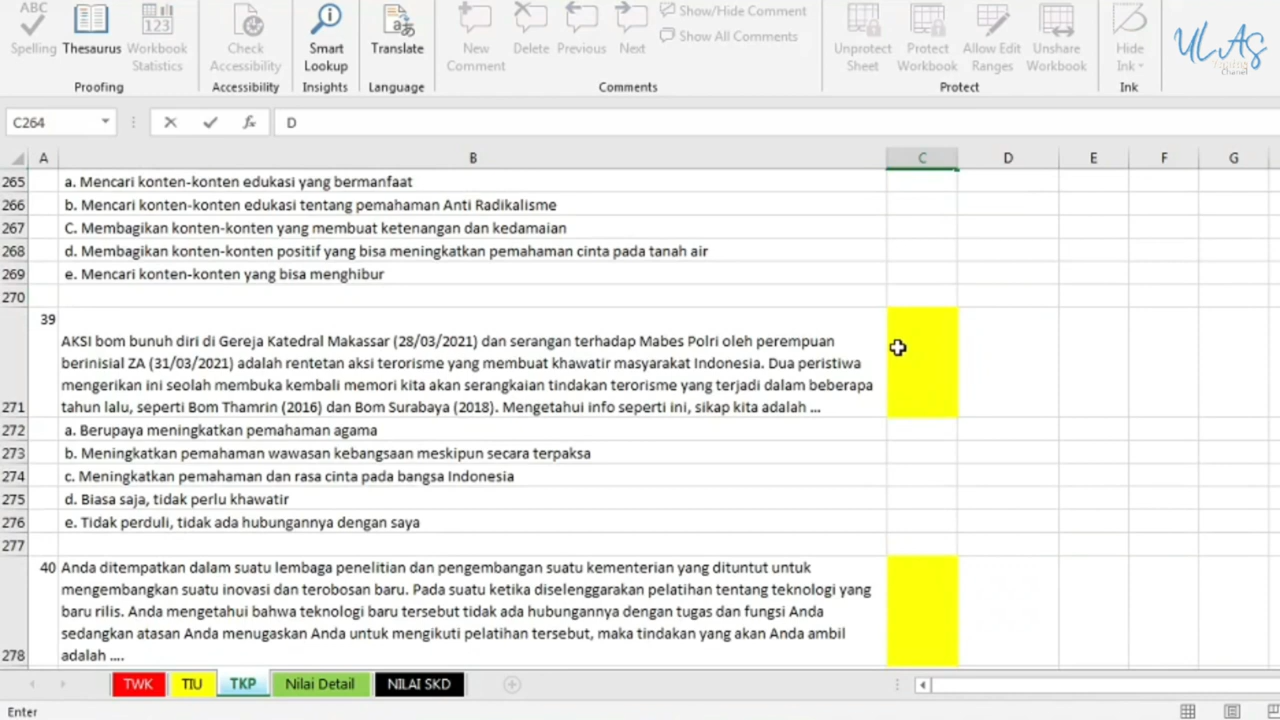 ABC
Spelling
Thesaurus
123
Workbook
Statistics
Proofing
Check
Accessibility
Accessibility
Smart
Lookup
Insights
Translate
Language
New
Comment
Delete
Previous
Next
Show/Hide Comment
Show All Comments
Comments
Unprotect
Sheet
Protect
Workbook
Allow Edit
Ranges
Unshare
Workbook
Protect
Hide
Ink
Ink
ULAS
Chanel
C264
fx
D
A B C D E F G
265 a. Mencari konten-konten edukasi yang bermanfaat
266 b. Mencari konten-konten edukasi tentang pemahaman Anti Radikalisme
267 C. Membagikan konten-konten yang membuat ketenangan dan kedamaian
268 d. Membagikan konten-konten positif yang bisa meningkatkan pemahaman cinta pada tanah air
269 e. Mencari konten-konten yang bisa menghibur
270
39
AKSI bom bunuh diri di Gereja Katedral Makassar (28/03/2021) dan serangan terhadap Mabes Polri oleh perempuan
berinisial ZA (31/03/2021) adalah rentetan aksi terorisme yang membuat khawatir masyarakat Indonesia. Dua peristiwa
mengerikan ini seolah membuka kembali memori kita akan serangkaian tindakan terorisme yang terjadi dalam beberapa
271 tahun lalu, seperti Bom Thamrin (2016) dan Bom Surabaya (2018). Mengetahui info seperti ini, sikap kita adalah ...
272 a. Berupaya meningkatkan pemahaman agama
273 b. Meningkatkan pemahaman wawasan kebangsaan meskipun secara terpaksa
274 c. Meningkatkan pemahaman dan rasa cinta pada bangsa Indonesia
275 d. Biasa saja, tidak perlu khawatir
276 e. Tidak perduli, tidak ada hubungannya dengan saya
277
40 Anda ditempatkan dalam suatu lembaga penelitian dan pengembangan suatu kementerian yang dituntut untuk
mengembangkan suatu inovasi dan terobosan baru. Pada suatu ketika diselenggarakan pelatihan tentang teknologi yang
baru rilis. Anda mengetahui bahwa teknologi baru tersebut tidak ada hubungannya dengan tugas dan fungsi Anda
sedangkan atasan Anda menugaskan Anda untuk mengikuti pelatihan tersebut, maka tindakan yang akan Anda ambil
278 adalah ....
TWK TIU TKP Nilai Detail NILAI SKD
Enter